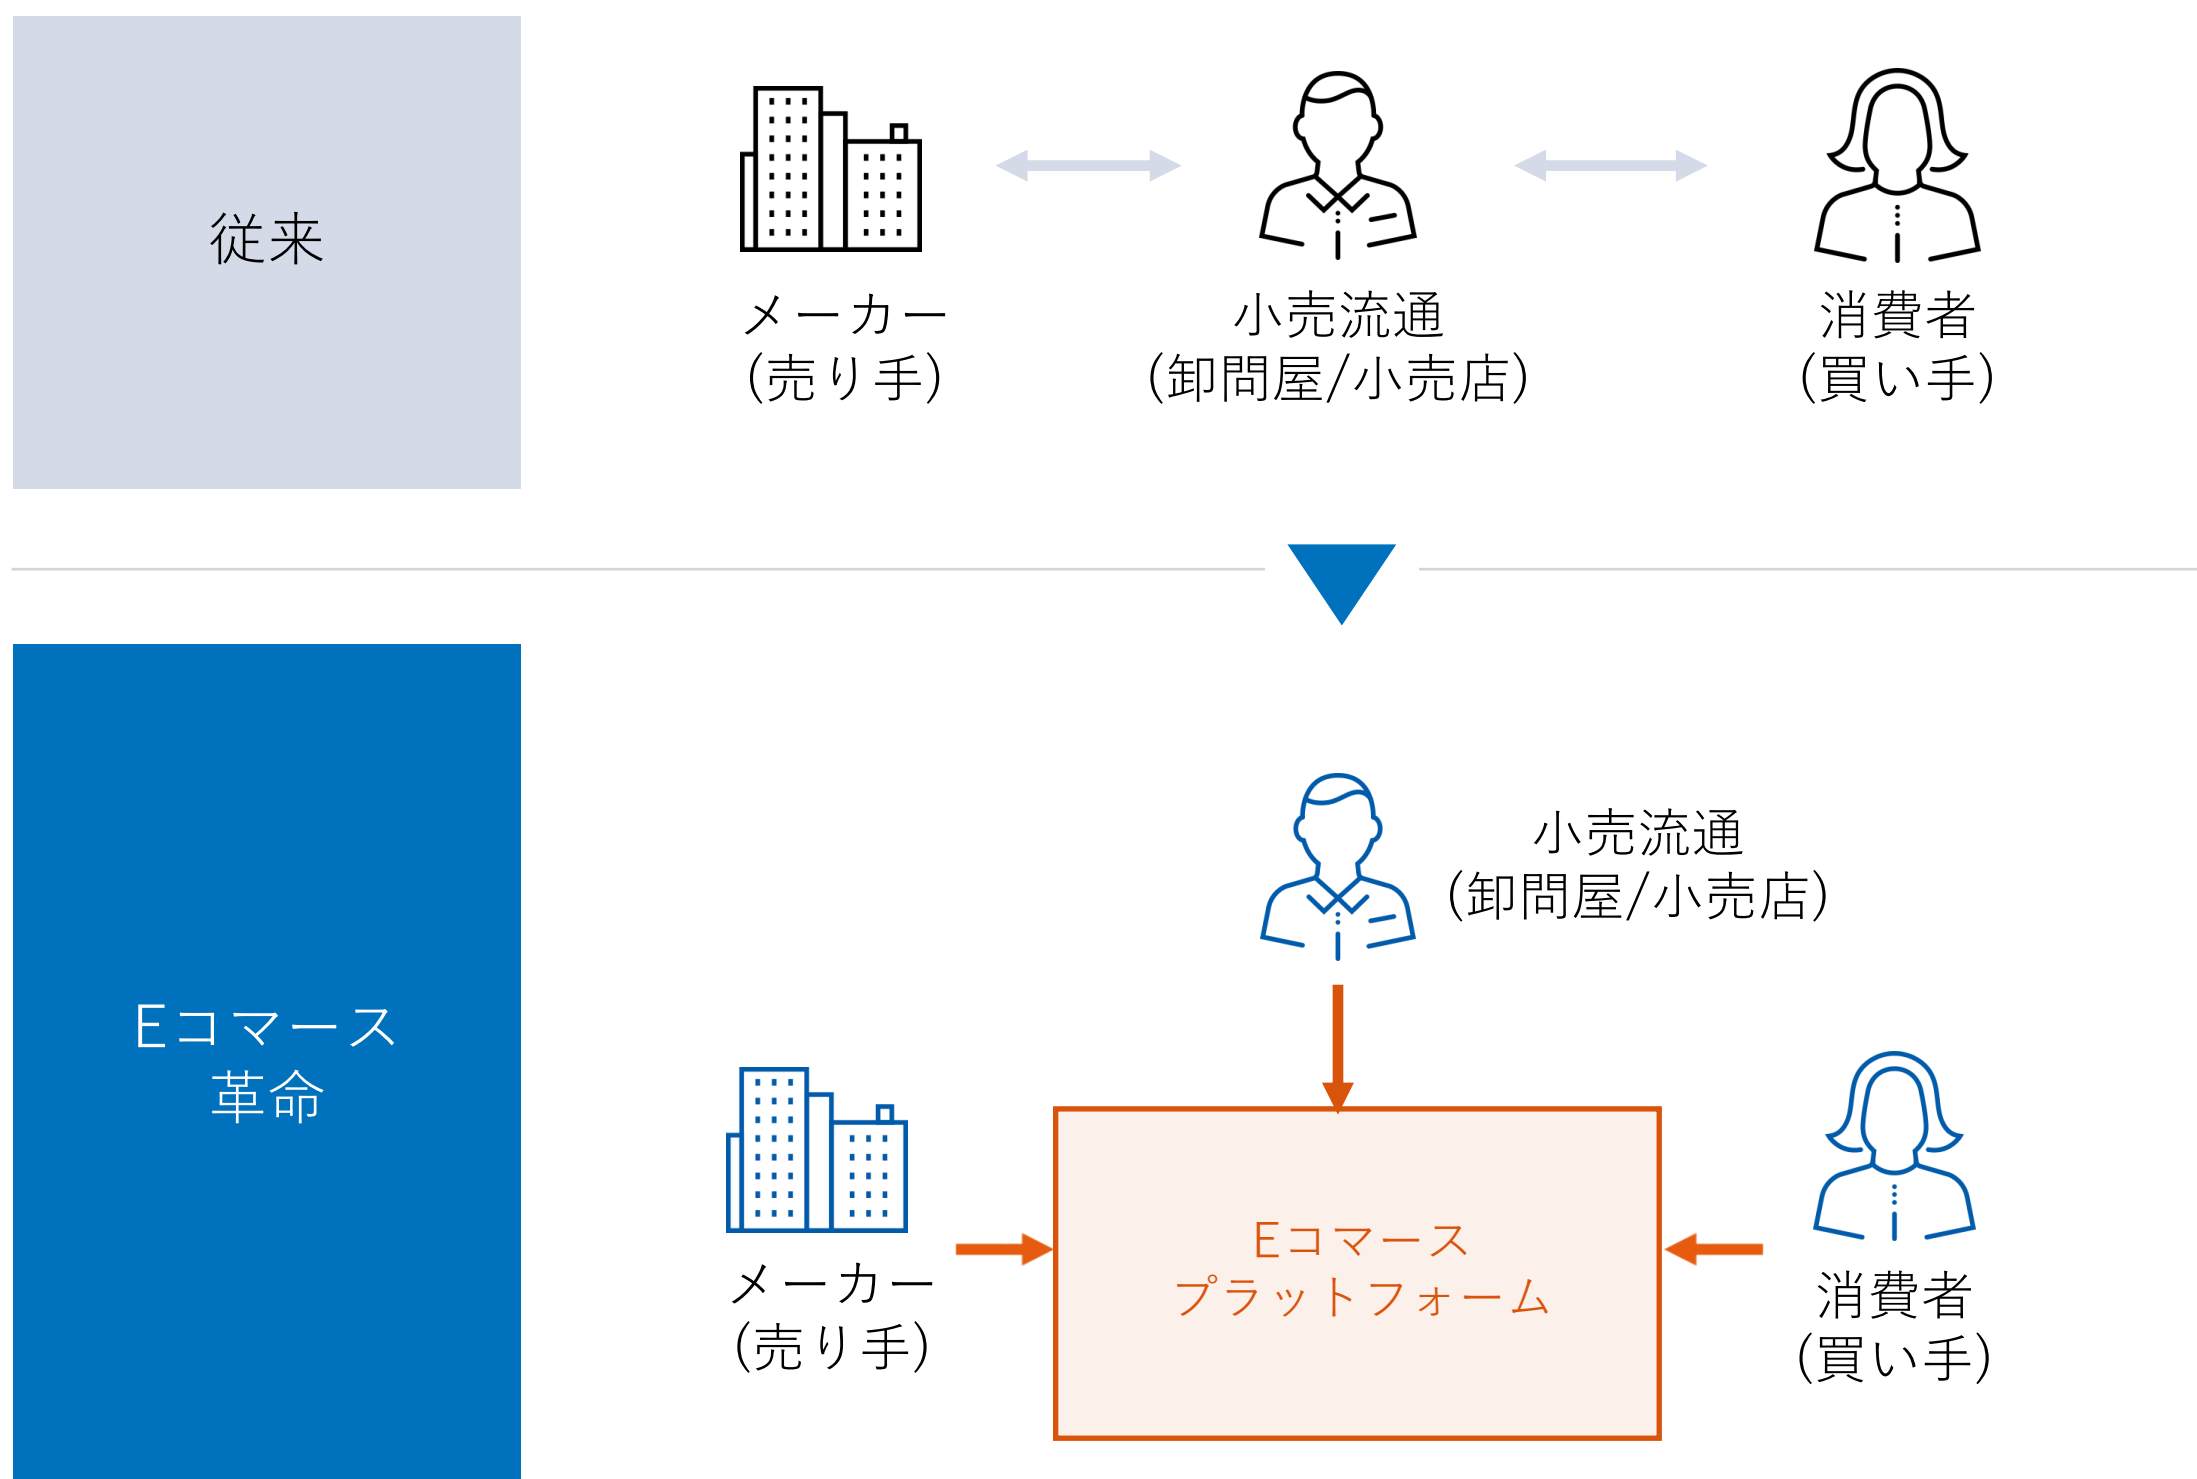 従来
メーカー
(売り手)
小売流通
(卸問屋/小売店)
消費者
(買い手)
Eコマース
革命
小売流通
(卸問屋/小売店)
メーカー
(売り手)
Eコマース
プラットフォーム
消費者
(買い手)